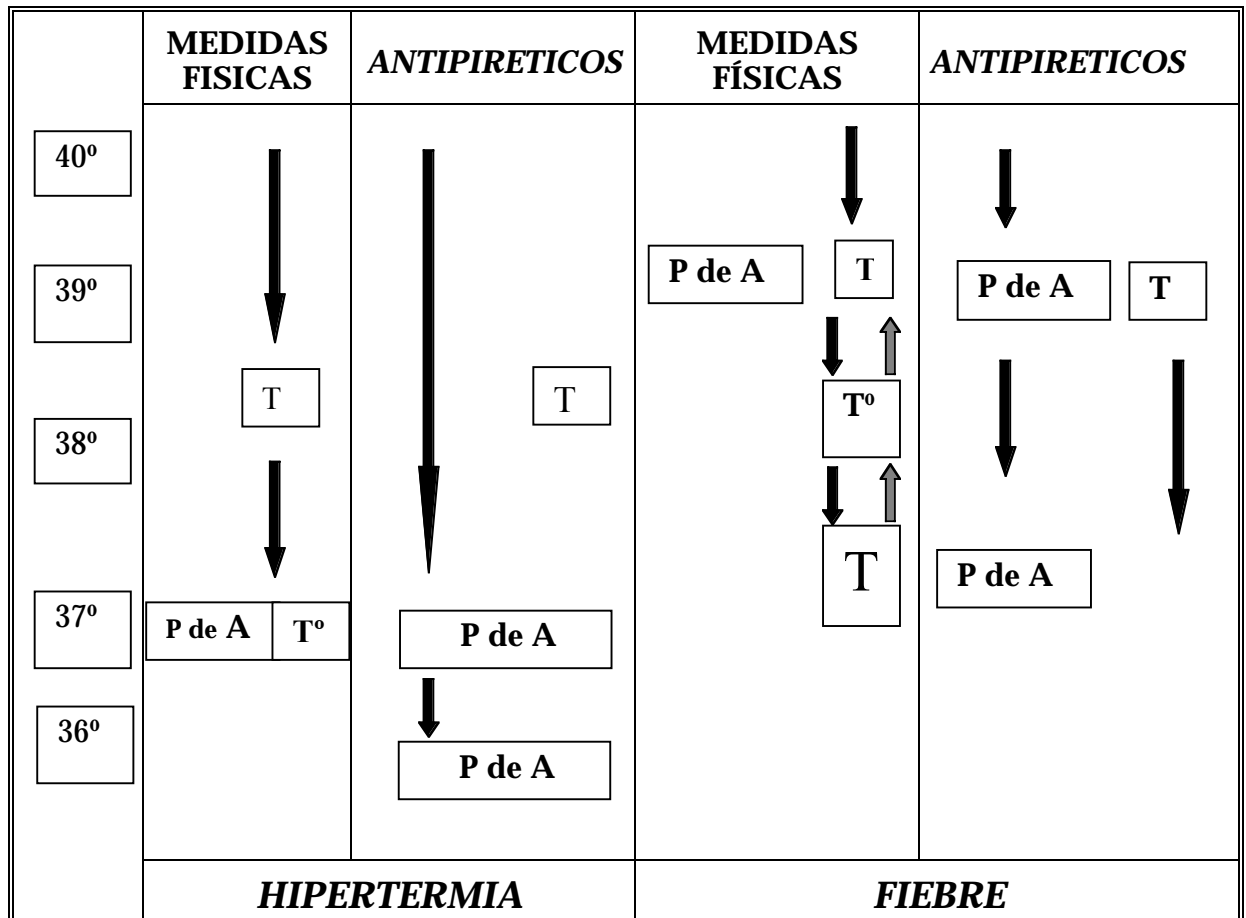 MEDIDAS
FISICAS
ANTIPIRETICOS
MEDIDAS
FÍSICAS
ANTIPIRETICOS
40º
P de A
T
39º
P de A
T
T
T
Tº
38º
T
P de A
37º
P de A
Tº
P de A
36º
P de A
HIPERTERMIA
FIEBRE